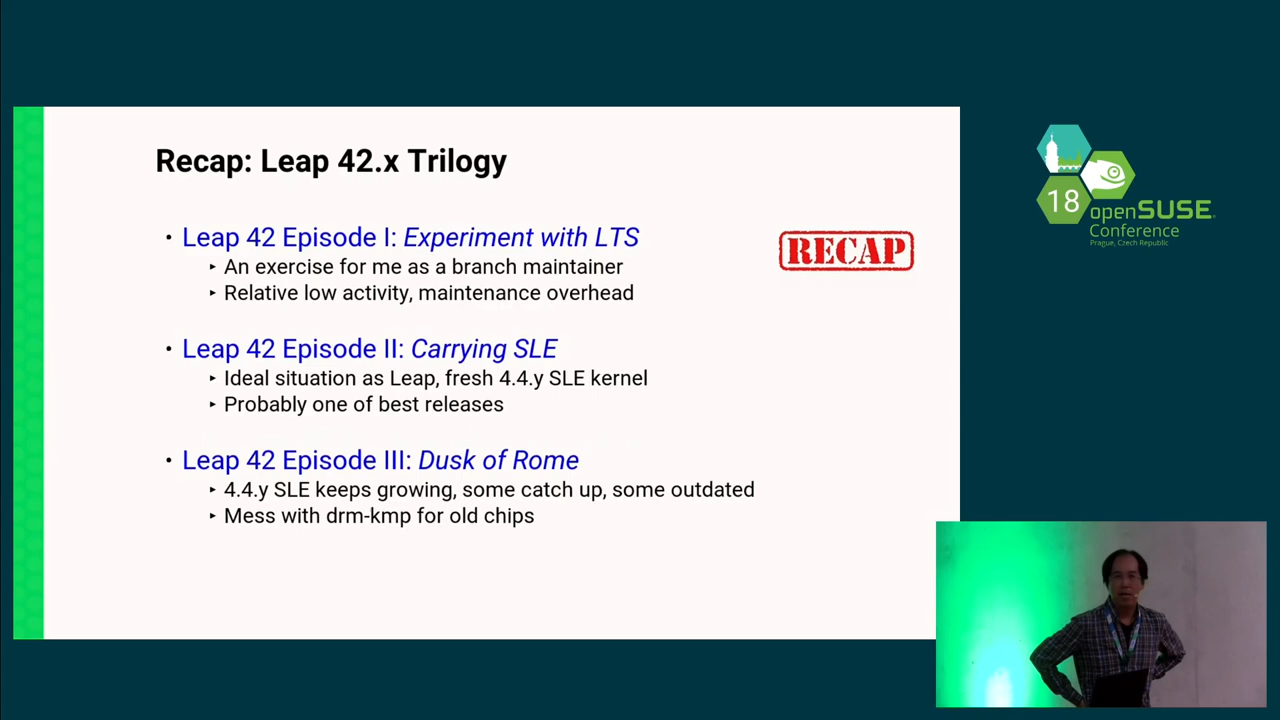 Recap: Leap 42.x Trilogy
Leap 42 Episode I: Experiment with LTS
An exercise for me as a branch maintainer
Relative low activity, maintenance overhead
RECAP
Leap 42 Episode II: Carrying SLE
Ideal situation as Leap, fresh 4.4.y SLE kernel
Probably one of best releases
Leap 42 Episode III: Dusk of Rome
4.4.y SLE keeps growing, some catch up, some outdated
Mess with drm-kmp for old chips
18
openSUSE
Conference
Prague, Czech Republic